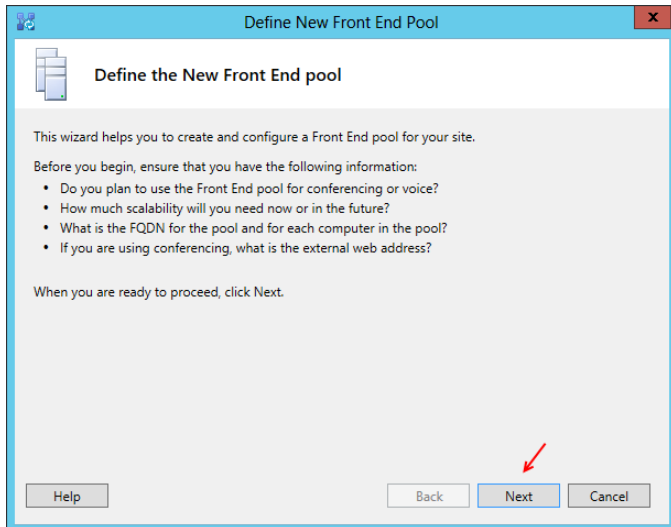 Define New Front End Pool
x
Define the New Front End pool
This wizard helps you to create and configure a Front End pool for your site.
Before you begin, ensure that you have the following information:
• Do you plan to use the Front End pool for conferencing or voice?
• How much scalability will you need now or in the future?
• What is the FQDN for the pool and for each computer in the pool?
• If you are using conferencing, what is the external web address?
When you are ready to proceed, click Next.
Help Back Next Cancel